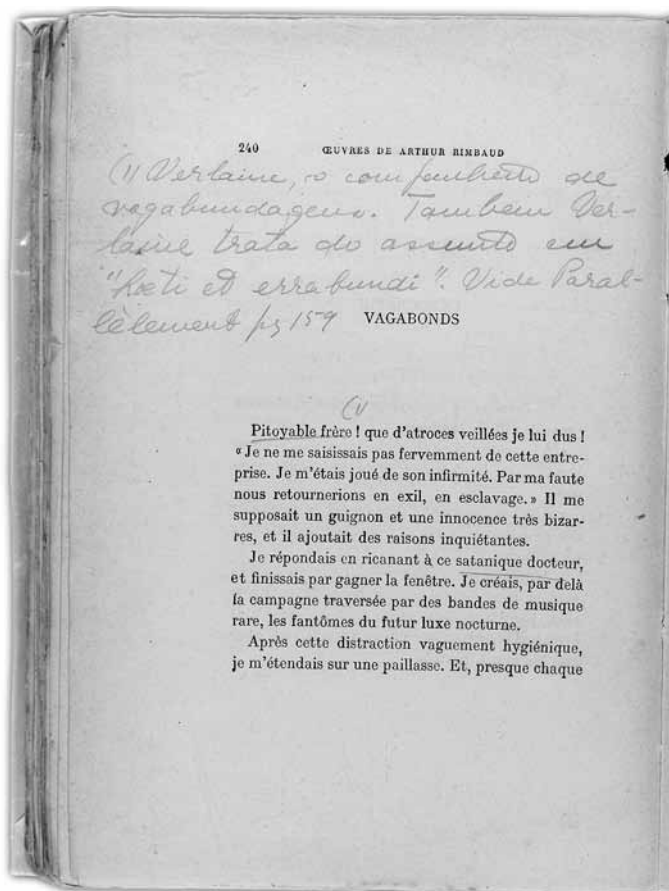 240 ŒUVRES DE ARTHUR RIMBAUD
(1) Verlaine, o companheiro de
vagabundagens. Tambem Ver-
laine trata do assunto em
"Laeti et errabundi". Vide Paral-
lèlement pg 159
VAGABONDS
(1)
Pitoyable frère ! que d'atroces veillées je lui dus !
« Je ne me saisissais pas fervemment de cette entre-
prise. Je m'étais joué de son infirmité. Par ma faute
nous retournerions en exil, en esclavage. » Il me
supposait un guignon et une innocence très bizar-
res, et il ajoutait des raisons inquiétantes.
Je répondais en ricanant à ce satanique docteur,
et finissais par gagner la fenêtre. Je créais, par delà
la campagne traversée par des bandes de musique
rare, les fantômes du futur luxe nocturne.
Après cette distraction vaguement hygiénique,
je m'étendais sur une paillasse. Et, presque chaque